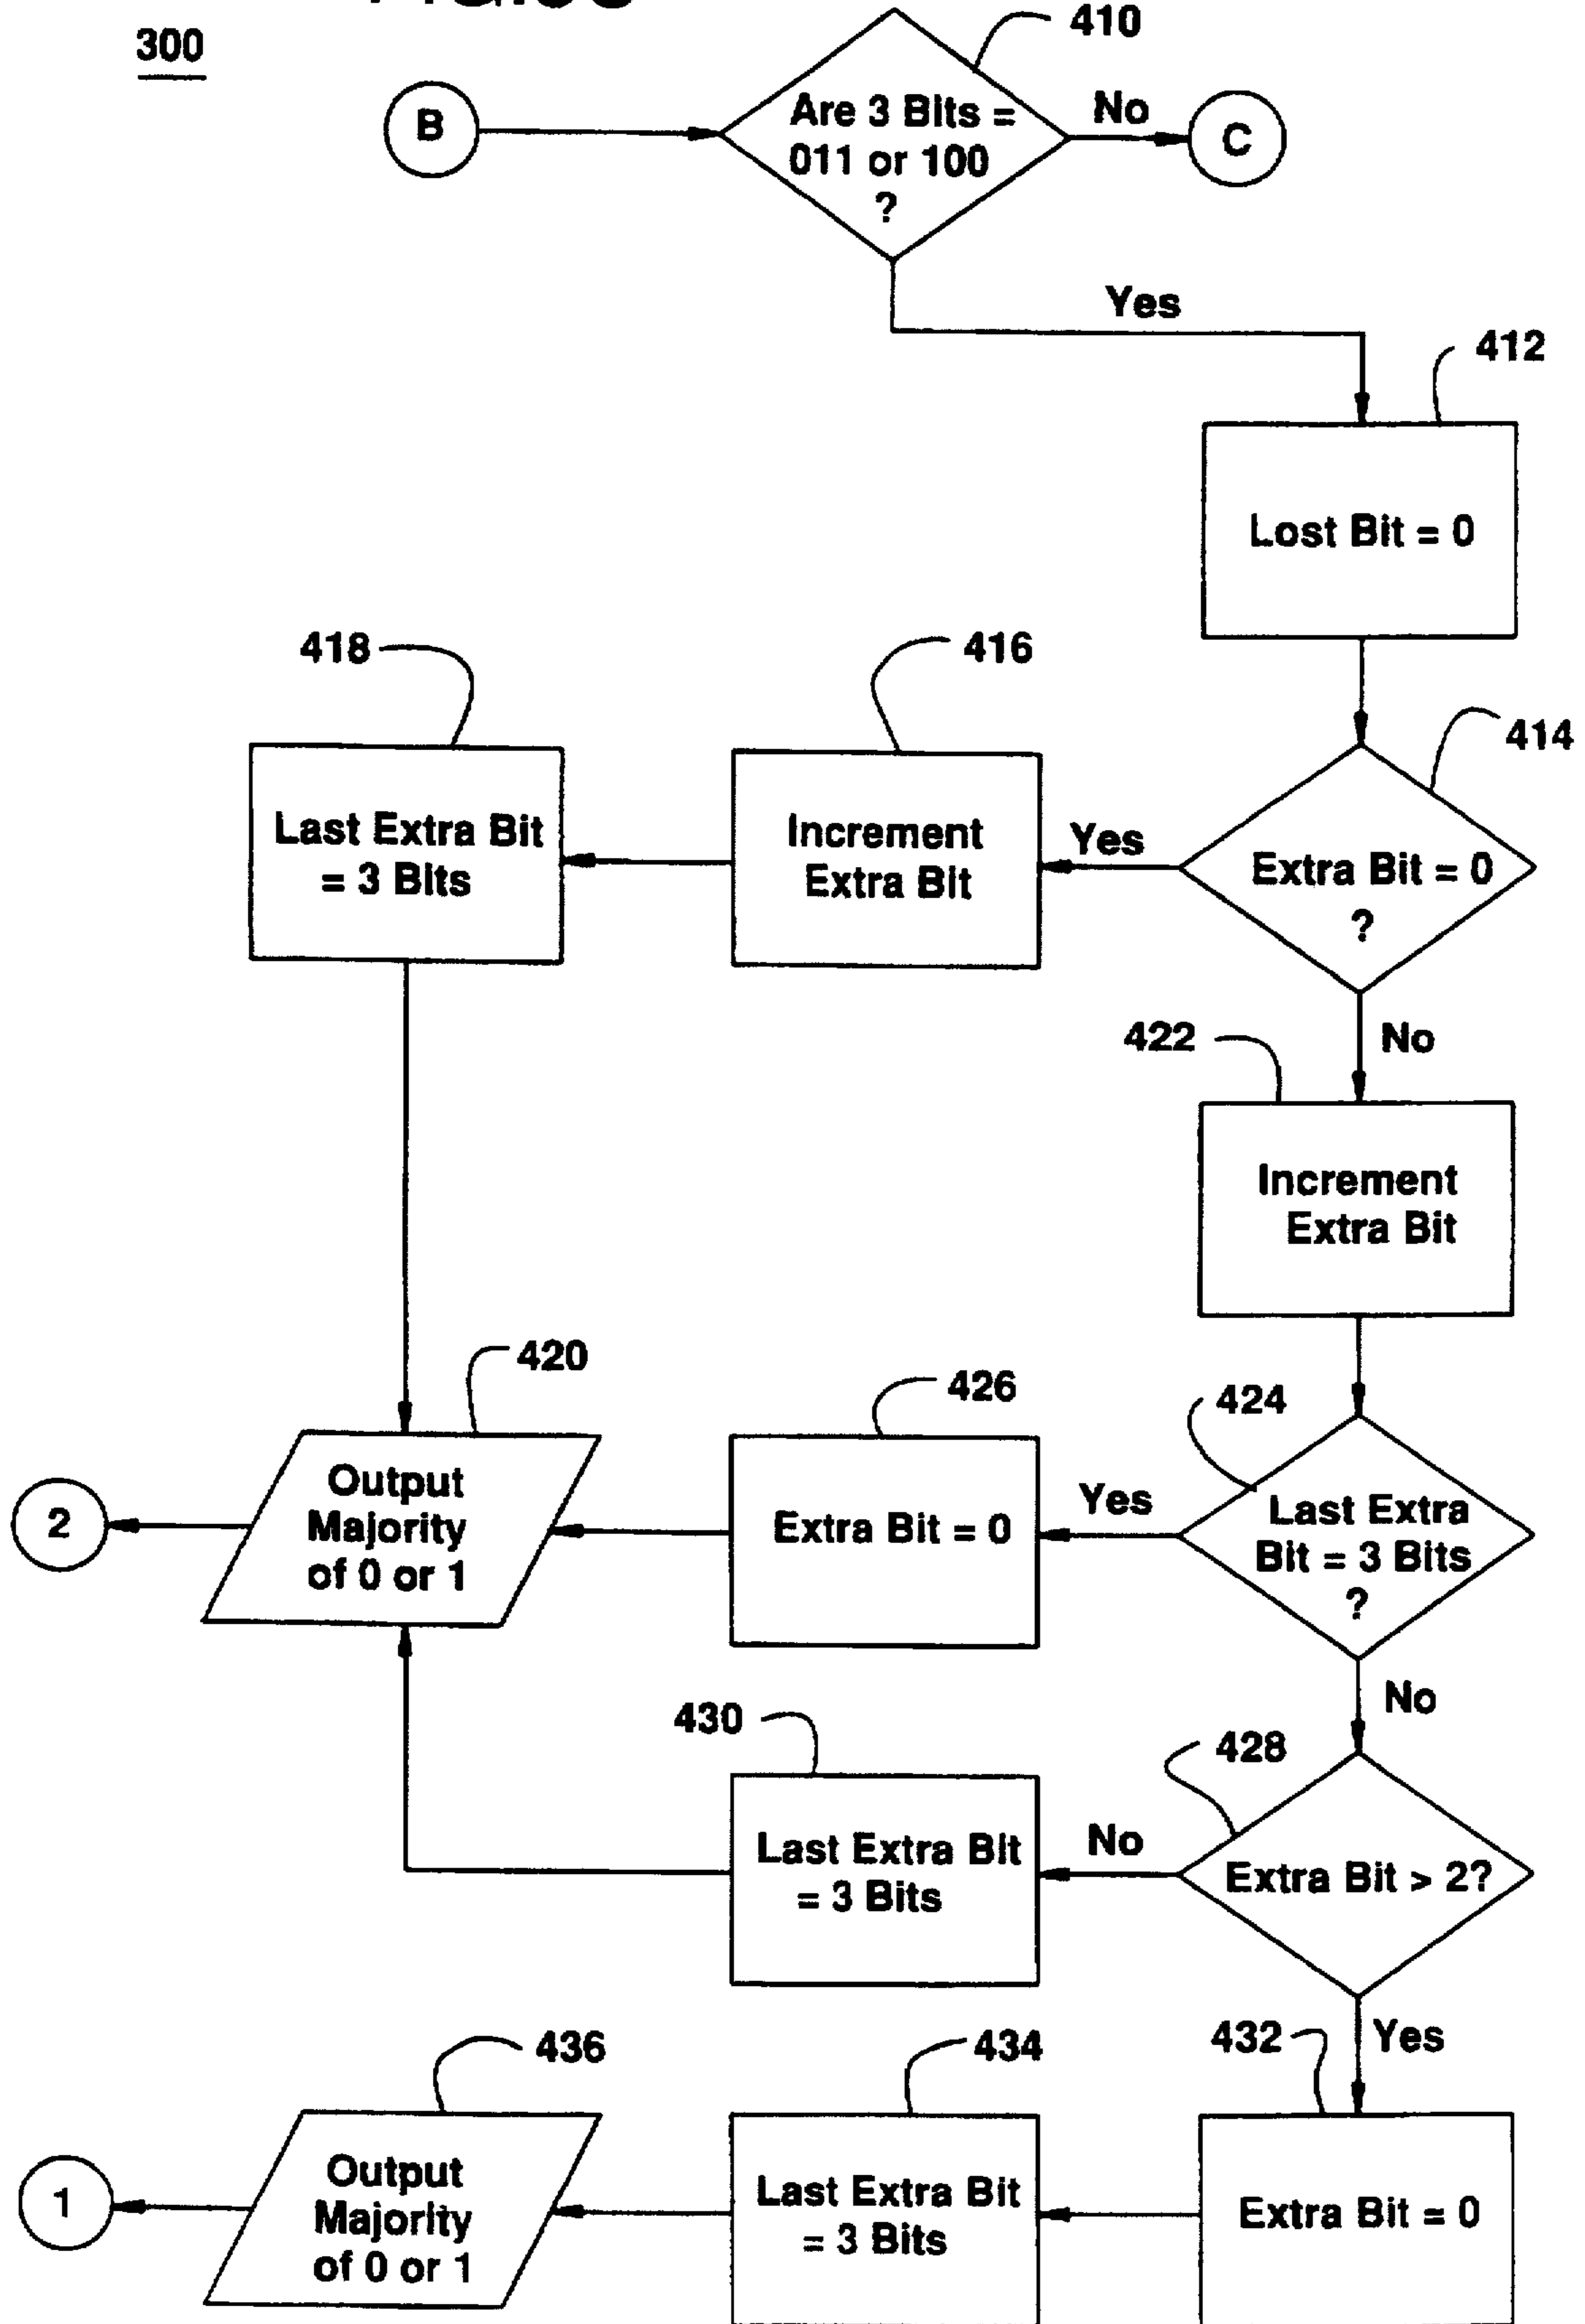 300
410
B
Are 3 Bits =
011 or 100
?
No
C
Yes
412
Lost Bit = 0
418
416
414
Last Extra Bit
= 3 Bits
Increment
Extra Bit
Yes
Extra Bit = 0
?
422
No
Increment
Extra Bit
420
426
424
2
Output
Majority
of 0 or 1
Extra Bit = 0
Yes
Last Extra
Bit = 3 Bits
?
No
430
428
Last Extra Bit
= 3 Bits
No
Extra Bit > 2?
436
434
432
Yes
1
Output
Majority
of 0 or 1
Last Extra Bit
= 3 Bits
Extra Bit = 0